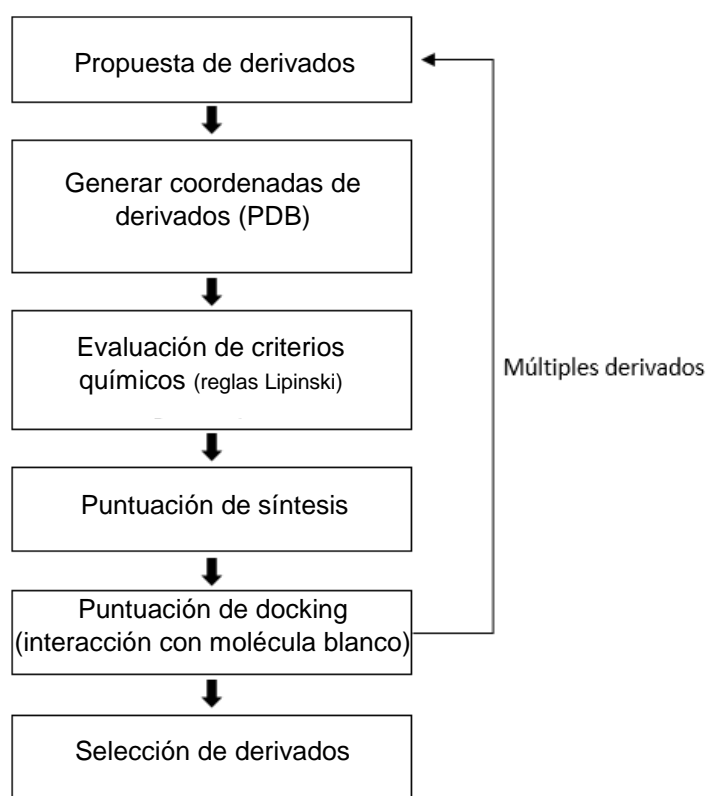 Propuesta de derivados
Generar coordenadas de
derivados (PDB)
Evaluación de criterios
químicos (reglas Lipinski)
Múltiples derivados
Puntuación de síntesis
Puntuación de docking
(interacción con molécula blanco)
Selección de derivados